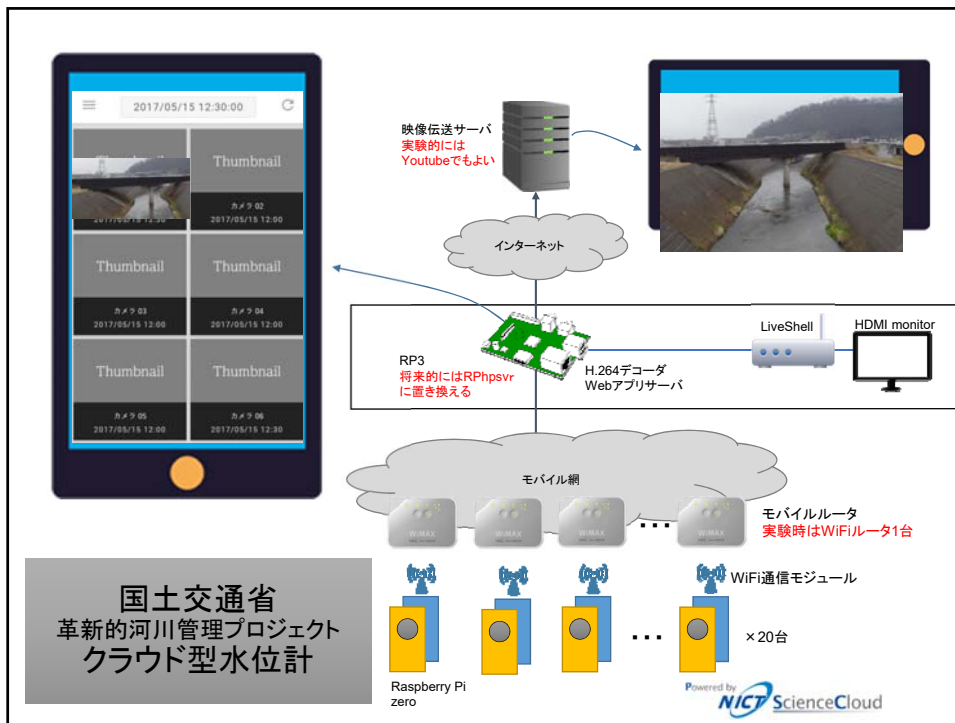 2017/05/15 12:30:00
Thumbnail
カメラ 02
2017/05/15 12:00
Thumbnail
カメラ 03
2017/05/15 12:00
Thumbnail
カメラ 04
2017/05/15 12:00
Thumbnail
カメラ 05
2017/05/15 12:00
Thumbnail
カメラ 06
2017/05/15 12:30
映像伝送サーバ
実験的には
Youtubeでもよい
インターネット
LiveShell
HDMI monitor
RP3
将来的にはRPhpsvr
に置き換える
H.264デコーダ
Webアプリサーバ
モバイル網
WiMAX
WiMAX
WiMAX
WiMAX
モバイルルータ
実験時はWiFiルータ1台
WiFi通信モジュール
×20台
Raspberry Pi
zero
国土交通省
革新的河川管理プロジェクト
クラウド型水位計
Powered by
NICT ScienceCloud